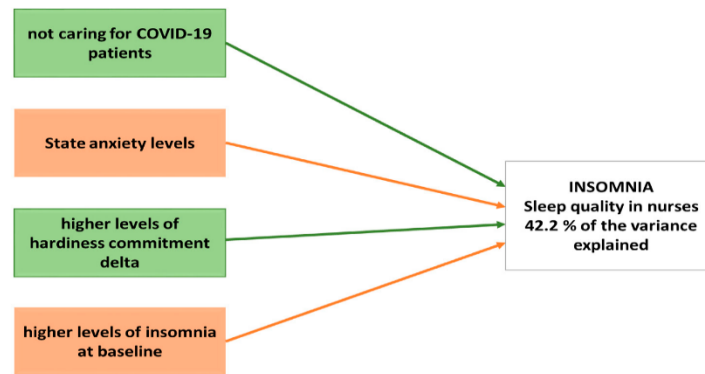 not caring for COVID-19
patients
State anxiety levels
higher levels of
hardiness commitment
delta
higher levels of insomnia
at baseline
INSOMNIA
Sleep quality in nurses
42.2 % of the variance
explained